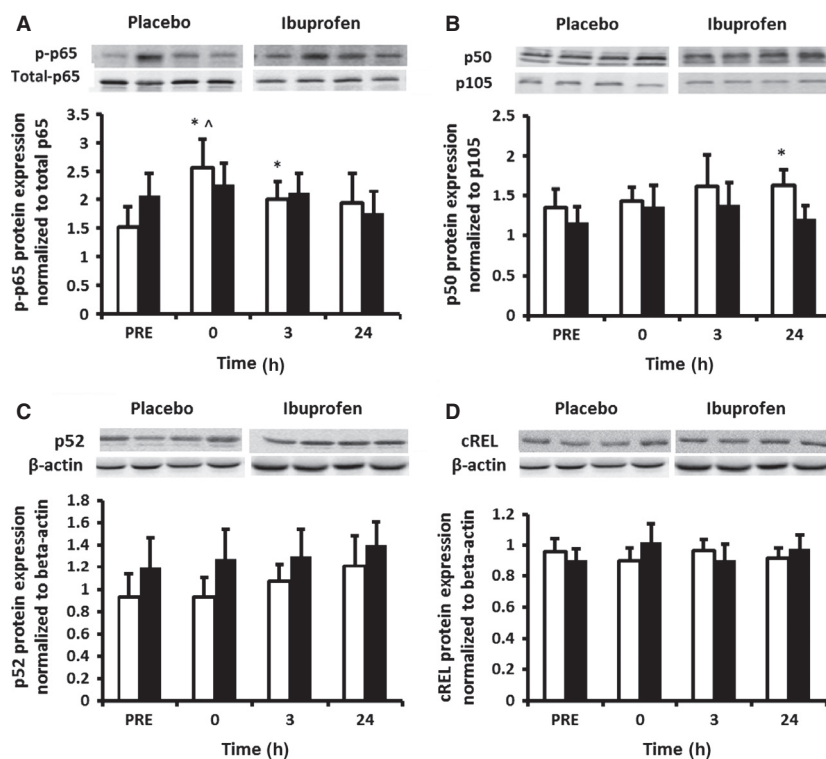 A
Placebo
Ibuprofen
p-p65
Total-p65
p-p65 protein expression
normalized to total p65
3.5
3
2.5
2
1.5
1
0.5
0
* ^
*
PRE
0
3
24
Time (h)
B
Placebo
Ibuprofen
p50
p105
p50 protein expression
normalized to p105
2.5
2
1.5
1
0.5
0
*
PRE
0
3
24
Time (h)
C
Placebo
Ibuprofen
p52
β-actin
p52 protein expression
normalized to beta-actin
1.8
1.6
1.4
1.2
1
0.8
0.6
0.4
0.2
0
PRE
0
3
24
Time (h)
D
Placebo
Ibuprofen
cREL
β-actin
cREL protein expression
normalized to beta-actin
1.2
1
0.8
0.6
0.4
0.2
0
PRE
0
3
24
Time (h)